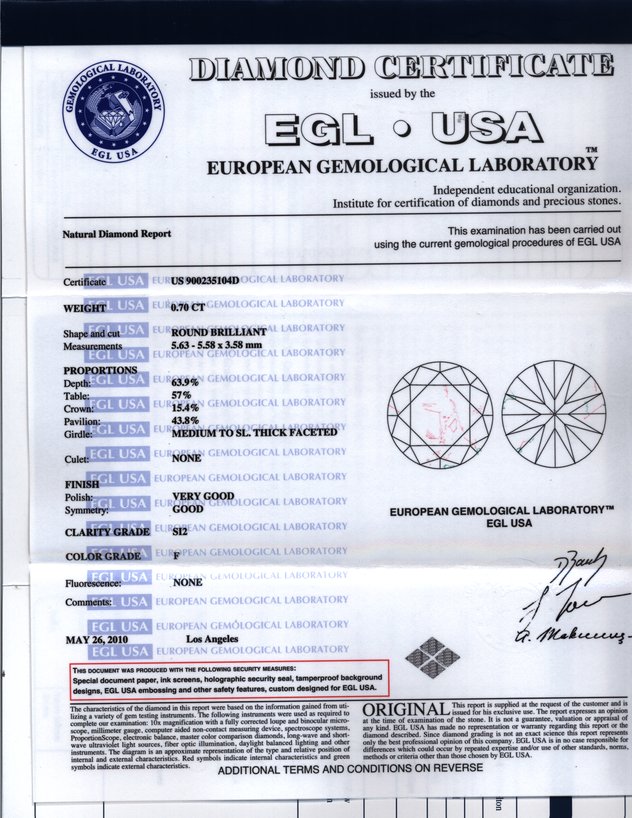 GEMOLOGICAL LABORATORY
EGL USA
DIAMOND CERTIFICATE
issued by the
EGL • USA
EUROPEAN GEMOLOGICAL LABORATORY™
Independent educational organization.
Institute for certification of diamonds and precious stones.
Natural Diamond Report
This examination has been carried out
using the current gemological procedures of EGL USA
Certificate US 900235104D
WEIGHT 0.70 CT
Shape and cut ROUND BRILLIANT
Measurements 5.63 - 5.58 x 3.58 mm
PROPORTIONS
Depth: 63.9%
Table: 57%
Crown: 15.4%
Pavilion: 43.8%
Girdle: MEDIUM TO SL. THICK FACETED
Culet: NONE
FINISH
Polish: VERY GOOD
Symmetry: GOOD
CLARITY GRADE SI2
COLOR GRADE F
Fluorescence: NONE
Comments:
MAY 26, 2010 Los Angeles
EUROPEAN GEMOLOGICAL LABORATORY™
EGL USA
THIS DOCUMENT WAS PRODUCED WITH THE FOLLOWING SECURITY MEASURES:
Special document paper, ink screens, holographic security seal, tamperproof background
designs, EGL USA embossing and other safety features, custom designed for EGL USA.
The characteristics of the diamond in this report were based on the information gained from uti-
lizing a variety of gem testing instruments. The following instruments were used as required to
complete our examination: 10x magnification with a fully corrected loupe and binocular micro-
scope, millimeter gauge, computer aided non-contact measuring device, spectroscope systems,
ProportionScope, electronic balance, master color comparison diamonds, long-wave and short-
wave ultraviolet light sources, fiber optic illumination, daylight balanced lighting and other
instruments. The diagram is an approximate representation of the type and relative position of
internal and external characteristics. Red symbols indicate internal characteristics and green
symbols indicate external characteristics.
ORIGINAL This report is supplied at the request of the customer and is
issued for his exclusive use. The report expresses an opinion
at the time of examination of the stone. It is not a guarantee, valuation or appraisal of
any kind. EGL USA has made no representation or warranty regarding this report or the
diamond described. Since diamond grading is not an exact science this report represents
only the best professional opinion of this company. EGL USA is in no case responsible for
differences which could occur by repeated expertise and/or use of other standards, norms,
methods or criteria other than those chosen by EGL USA.
ADDITIONAL TERMS AND CONDITIONS ON REVERSE